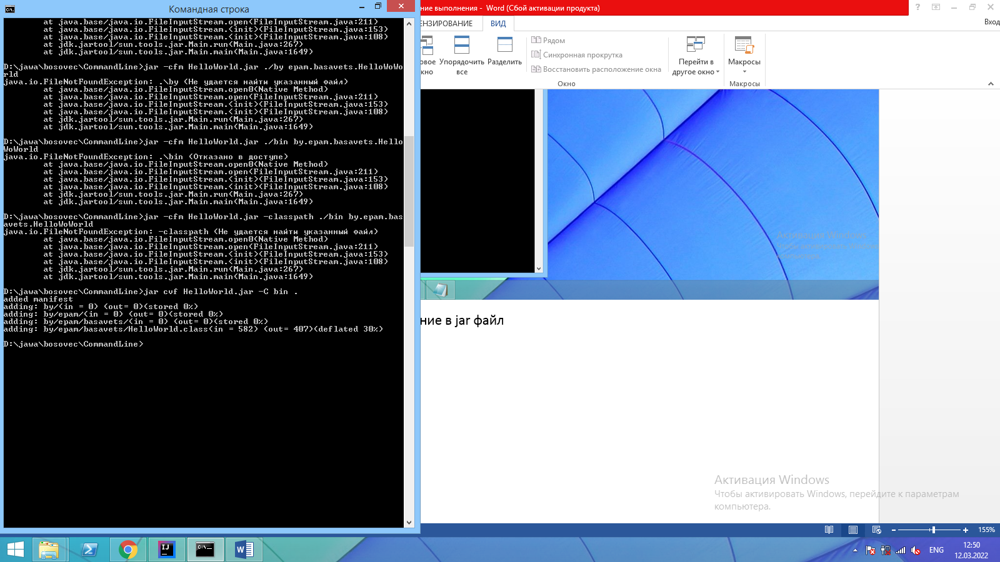 Командная строка
at java.base/java.io.FileInputStream.open(FileInputStream.java:211)
at java.base/java.io.FileInputStream.<init>(FileInputStream.java:153)
at java.base/java.io.FileInputStream.<init>(FileInputStream.java:108)
at jdk.jartool/sun.tools.jar.Main.run(Main.java:267)
at jdk.jartool/sun.tools.jar.Main.main(Main.java:1649)
D:\jawa\bosovec\CommandLine>jar -cfm HelloWorld.jar ./by epam.basavets.HelloWoWo
rld
java.io.FileNotFoundException: .\by (Не удается найти указанный файл)
at java.base/java.io.FileInputStream.open0(Native Method)
at java.base/java.io.FileInputStream.open(FileInputStream.java:211)
at java.base/java.io.FileInputStream.<init>(FileInputStream.java:153)
at java.base/java.io.FileInputStream.<init>(FileInputStream.java:108)
at jdk.jartool/sun.tools.jar.Main.run(Main.java:267)
at jdk.jartool/sun.tools.jar.Main.main(Main.java:1649)
D:\jawa\bosovec\CommandLine>jar -cfm HelloWorld.jar ./bin by.epam.basavets.Hello
WoWorld
java.io.FileNotFoundException: .\bin (Отказано в доступе)
at java.base/java.io.FileInputStream.open0(Native Method)
at java.base/java.io.FileInputStream.open(FileInputStream.java:211)
at java.base/java.io.FileInputStream.<init>(FileInputStream.java:153)
at java.base/java.io.FileInputStream.<init>(FileInputStream.java:108)
at jdk.jartool/sun.tools.jar.Main.run(Main.java:267)
at jdk.jartool/sun.tools.jar.Main.main(Main.java:1649)
D:\jawa\bosovec\CommandLine>jar -cfm HelloWorld.jar -classpath ./bin by.epam.bas
avets.HelloWoWorld
java.io.FileNotFoundException: -classpath (Не удается найти указанный файл)
at java.base/java.io.FileInputStream.open0(Native Method)
at java.base/java.io.FileInputStream.open(FileInputStream.java:211)
at java.base/java.io.FileInputStream.<init>(FileInputStream.java:153)
at java.base/java.io.FileInputStream.<init>(FileInputStream.java:108)
at jdk.jartool/sun.tools.jar.Main.run(Main.java:267)
at jdk.jartool/sun.tools.jar.Main.main(Main.java:1649)
D:\jawa\bosovec\CommandLine>jar cvf HelloWorld.jar -C bin .
added manifest
adding: by/(in = 0) (out= 0)(stored 0%)
adding: by/epam/(in = 0) (out= 0)(stored 0%)
adding: by/epam/basavets/(in = 0) (out= 0)(stored 0%)
adding: by/epam/basavets/HelloWorld.class(in = 582) (out= 407)(deflated 30%)
D:\jawa\bosovec\CommandLine>
ние выполнения - Word (Сбой активации продукта)
ЕНЗИРОВАНИЕ ВИД
Вход
овое
кно
Упорядочить
все
Разделить
Рядом
Синхронная прокрутка
Восстановить расположение окна
Перейти в
другое окно
Макросы
Окно
Макросы
Активация Windows
ние в jar файл
Активация Windows
Чтобы активировать Windows, перейдите к параметрам
компьютера.
155%
ENG
12:50
12.03.2022